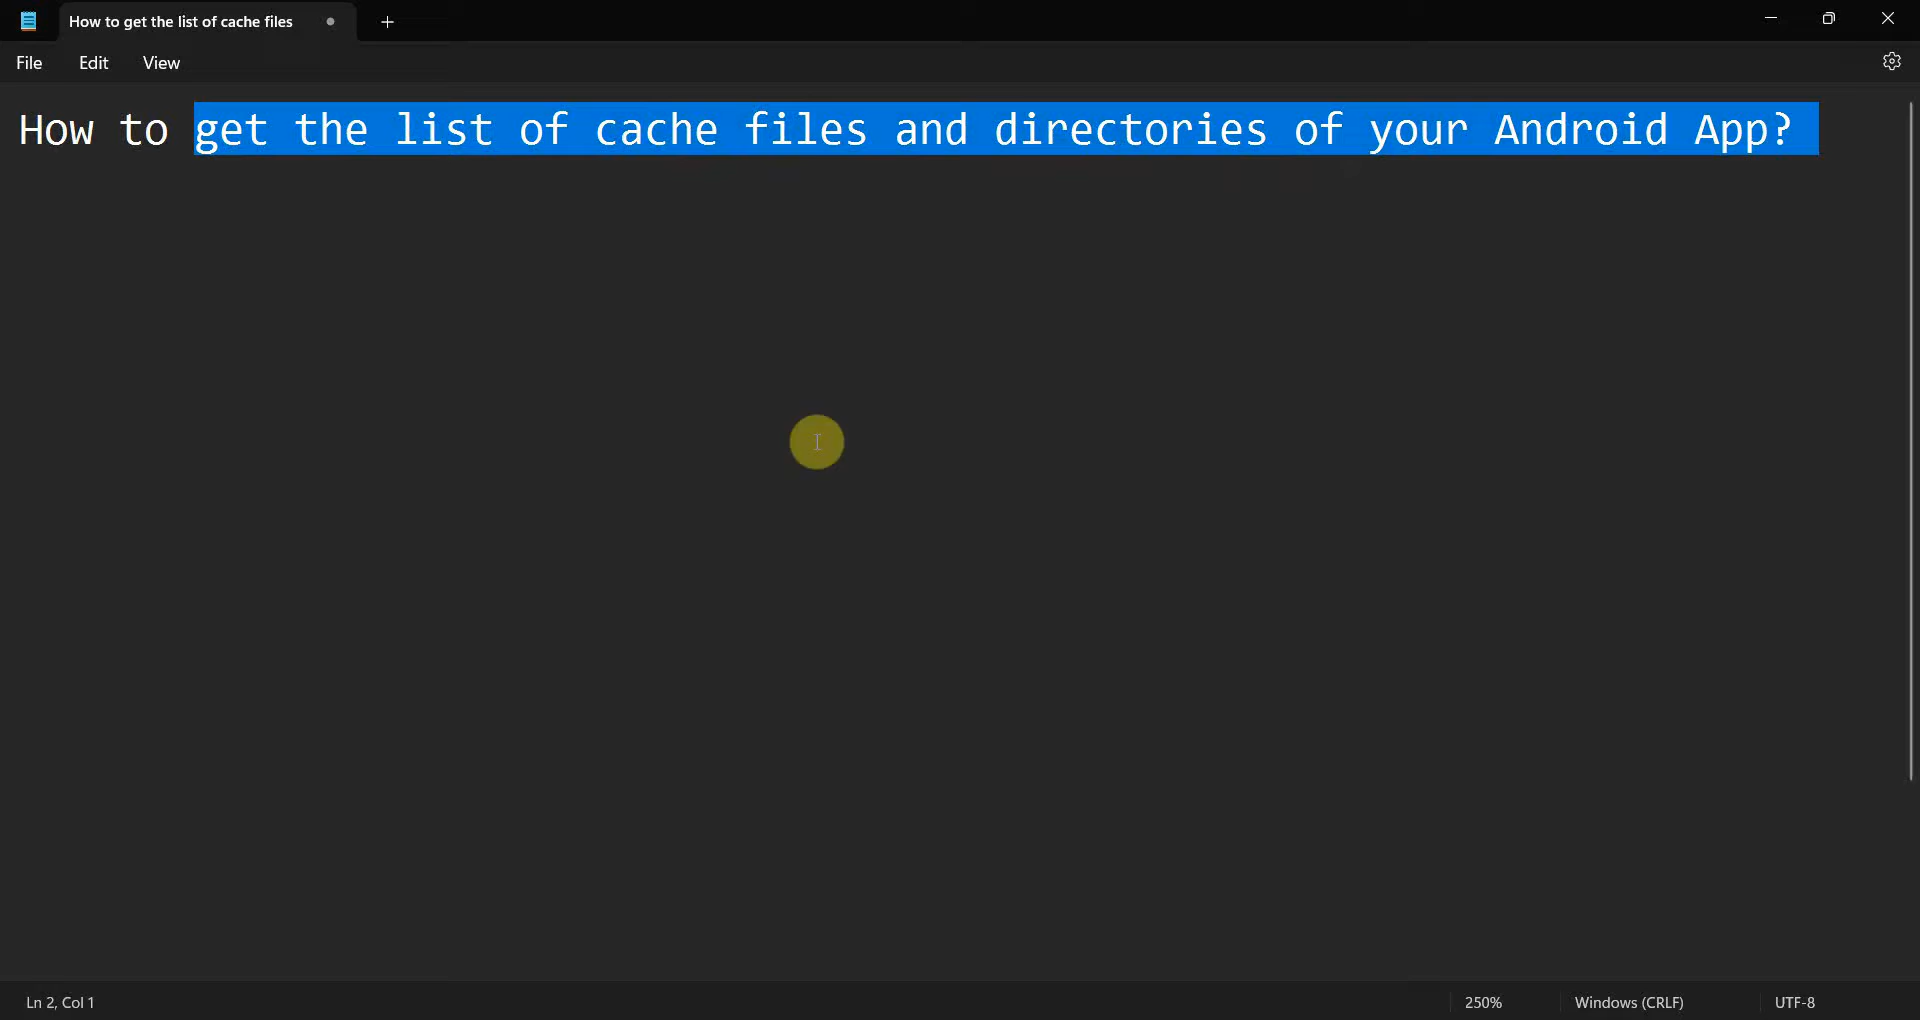 How to get the list of cache files
File Edit View
How to get the list of cache files and directories of your Android App?
Ln 2, Col 1 250% Windows (CRLF) UTF-8